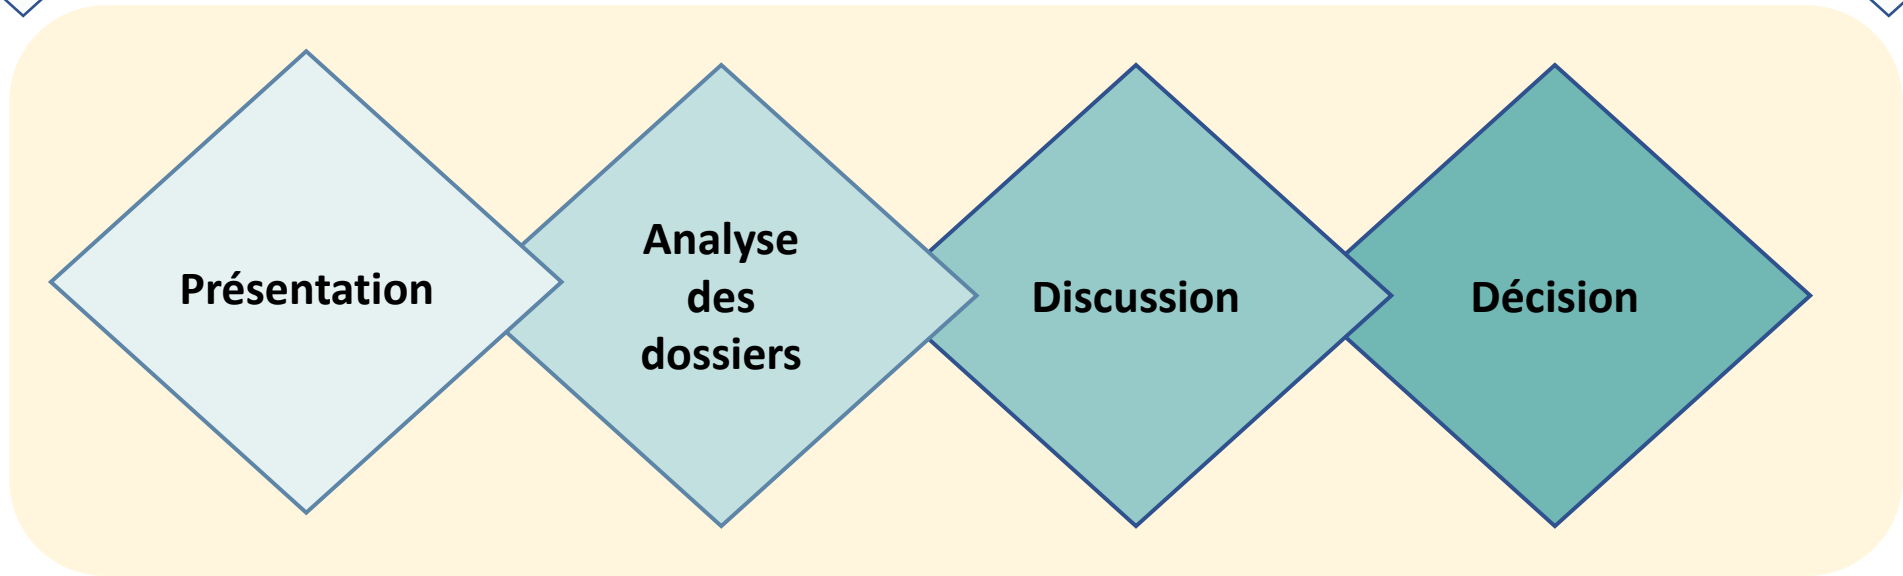 Présentation
Analyse
des
dossiers
Discussion
Décision